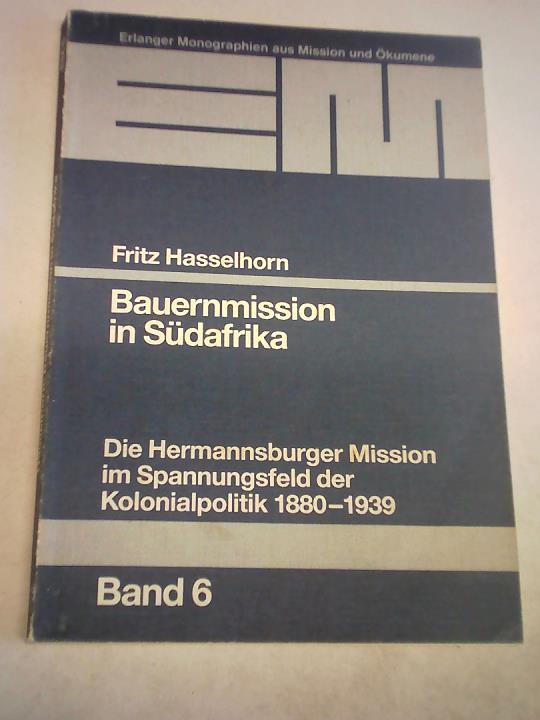 Erlanger Monographien aus Mission und Ökumene
EM
Fritz Hasselhorn
Bauernmission
in Südafrika
Die Hermannsburger Mission
im Spannungsfeld der
Kolonialpolitik 1880–1939
Band 6